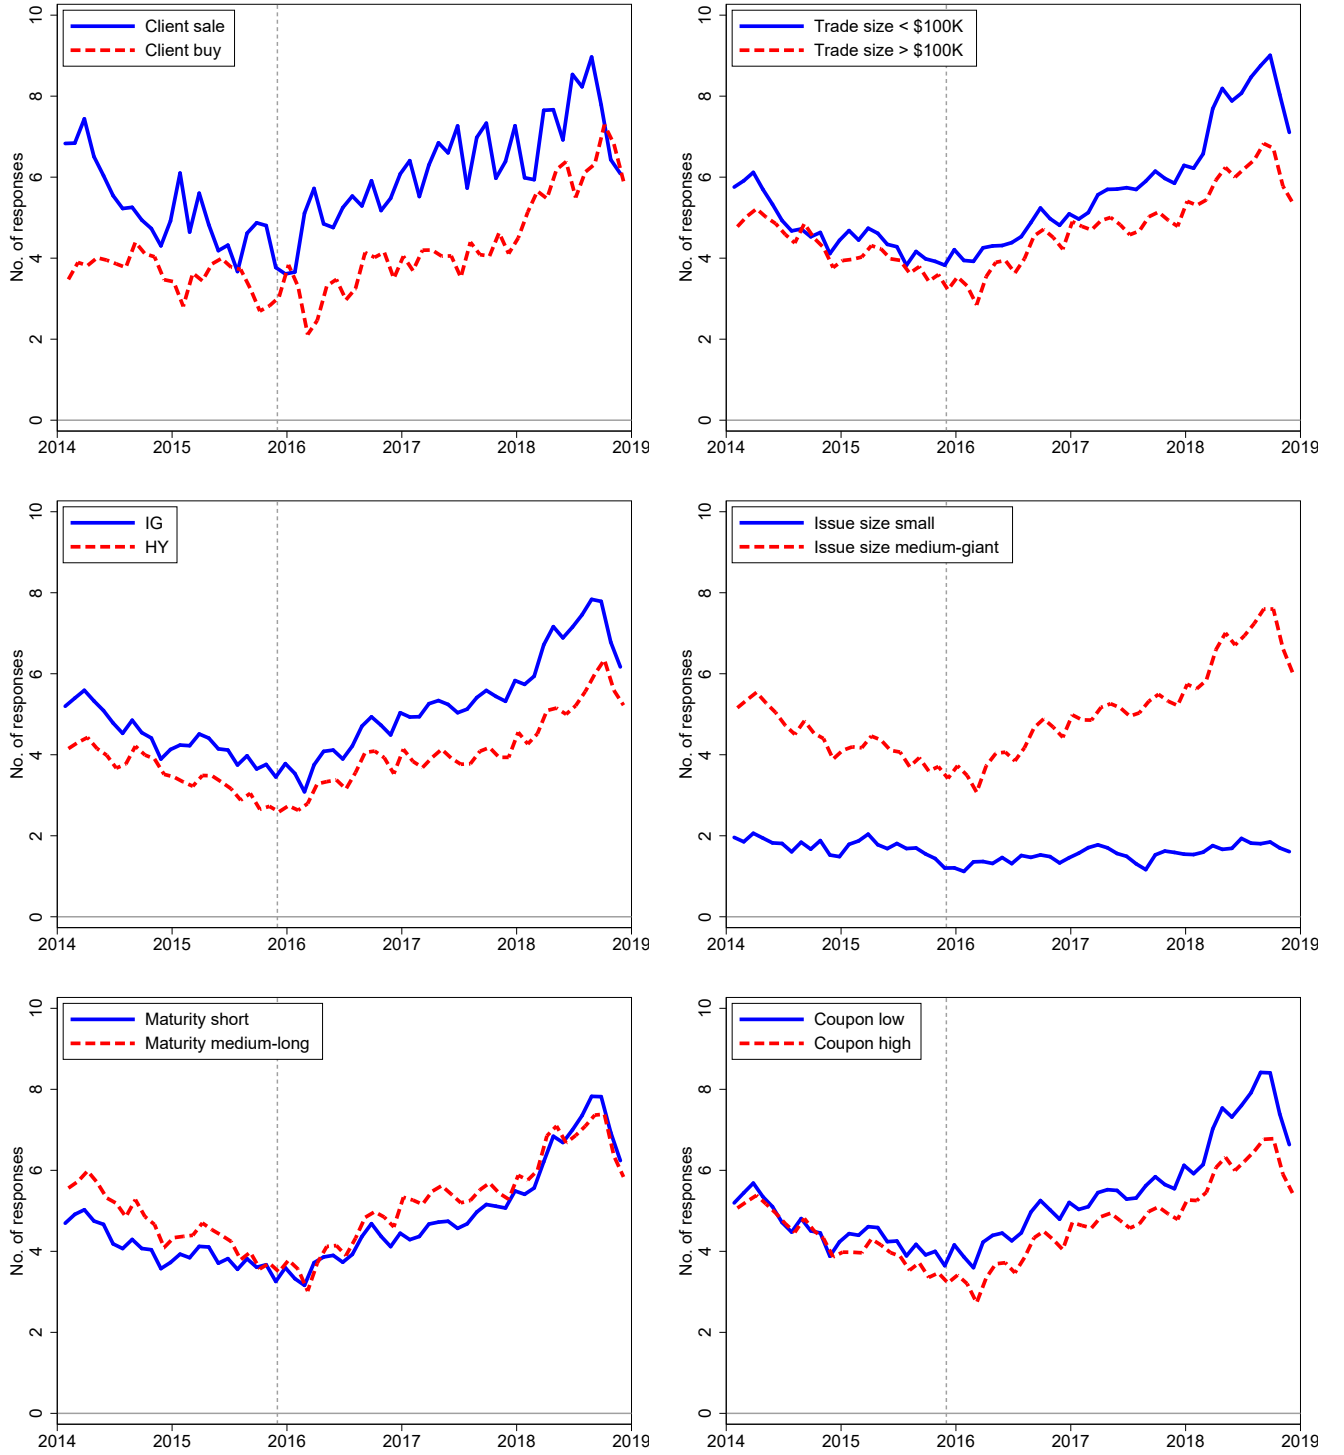 Client sale
Client buy
No. of responses
0 2 4 6 8 10
2014 2015 2016 2017 2018 2019
Trade size < $100K
Trade size > $100K
No. of responses
0 2 4 6 8 10
2014 2015 2016 2017 2018 2019
IG
HY
No. of responses
0 2 4 6 8 10
2014 2015 2016 2017 2018 2019
Issue size small
Issue size medium-giant
No. of responses
0 2 4 6 8 10
2014 2015 2016 2017 2018 2019
Maturity short
Maturity medium-long
No. of responses
0 2 4 6 8 10
2014 2015 2016 2017 2018 2019
Coupon low
Coupon high
No. of responses
0 2 4 6 8 10
2014 2015 2016 2017 2018 2019